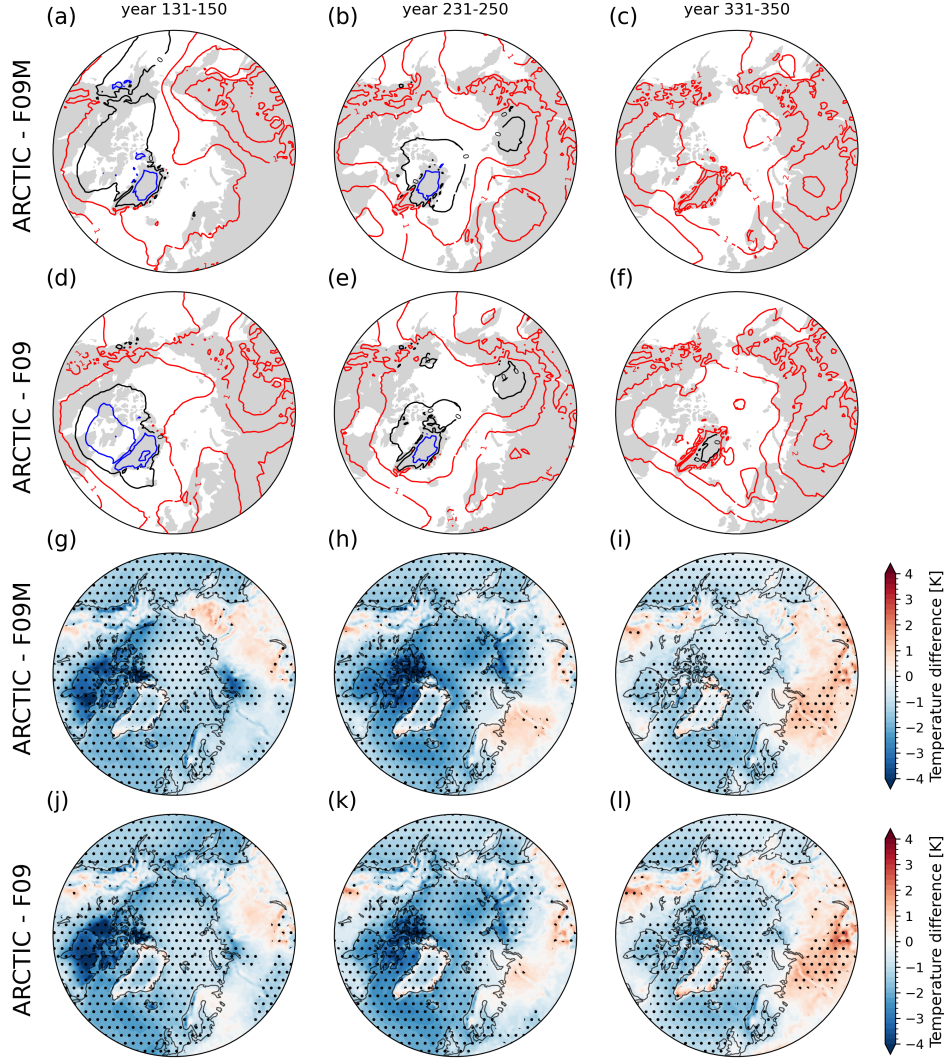 year 131-150
year 231-250
year 331-350
(a)
(b)
(c)
ARCTIC - F09M
(d)
(e)
(f)
ARCTIC - F09
(g)
(h)
(i)
ARCTIC - F09M
4
3
2
1
0
−1
−2
−3
−4
Temperature difference [K]
(j)
(k)
(l)
ARCTIC - F09
4
3
2
1
0
−1
−2
−3
−4
Temperature difference [K]